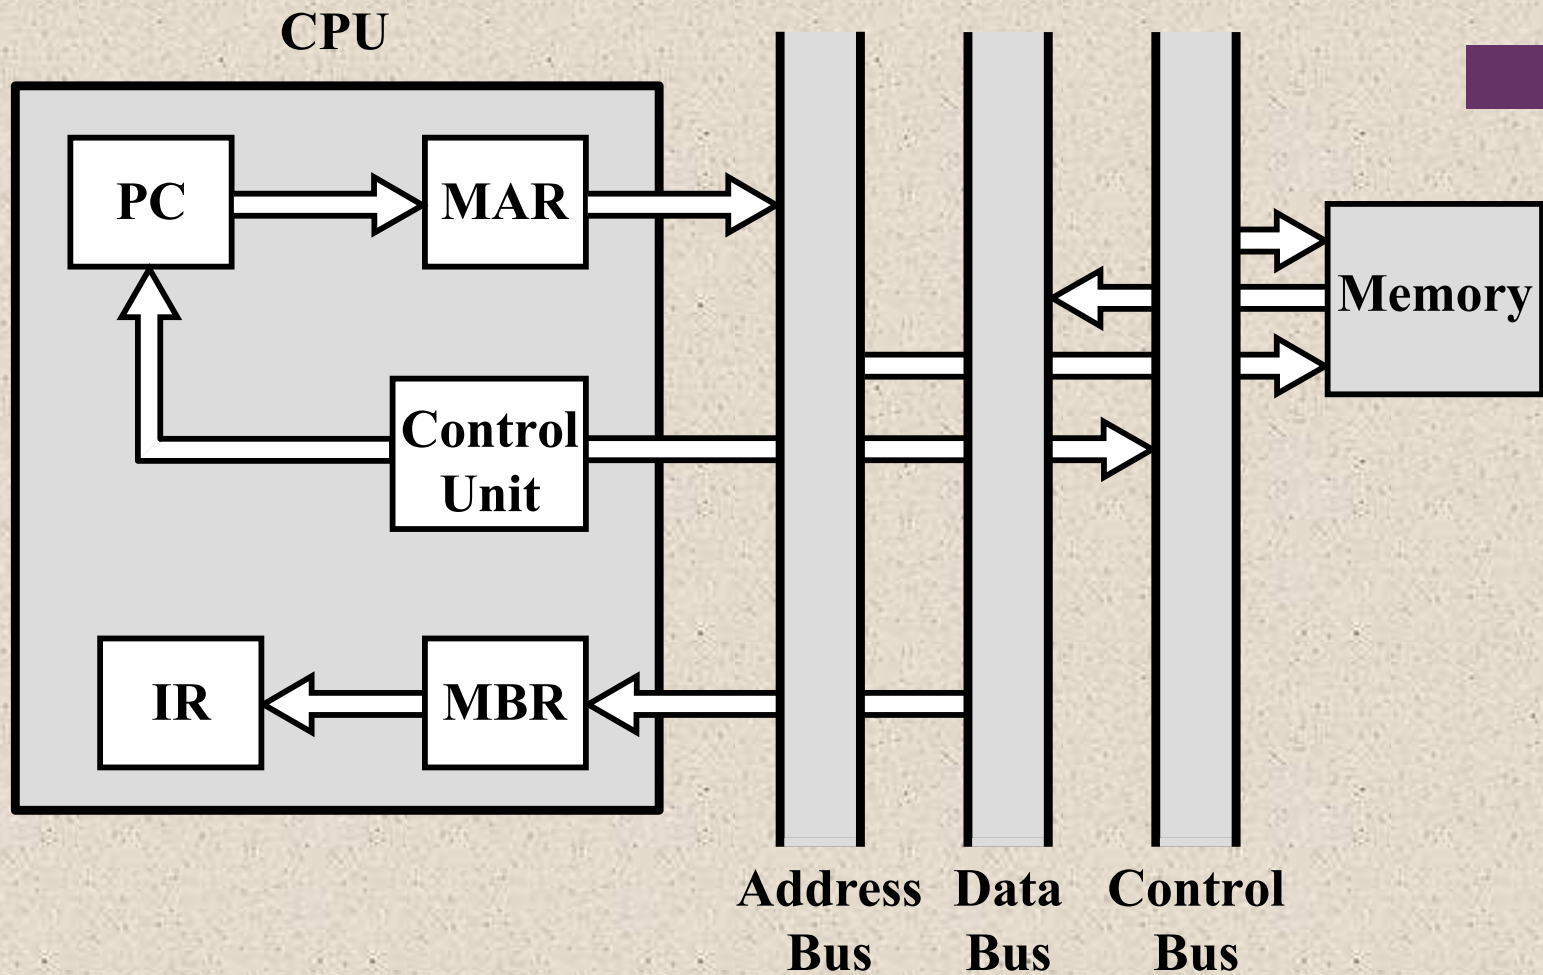 CPU
PC
MAR
Memory
Control
Unit
IR
MBR
Address
Bus
Data
Bus
Control
Bus